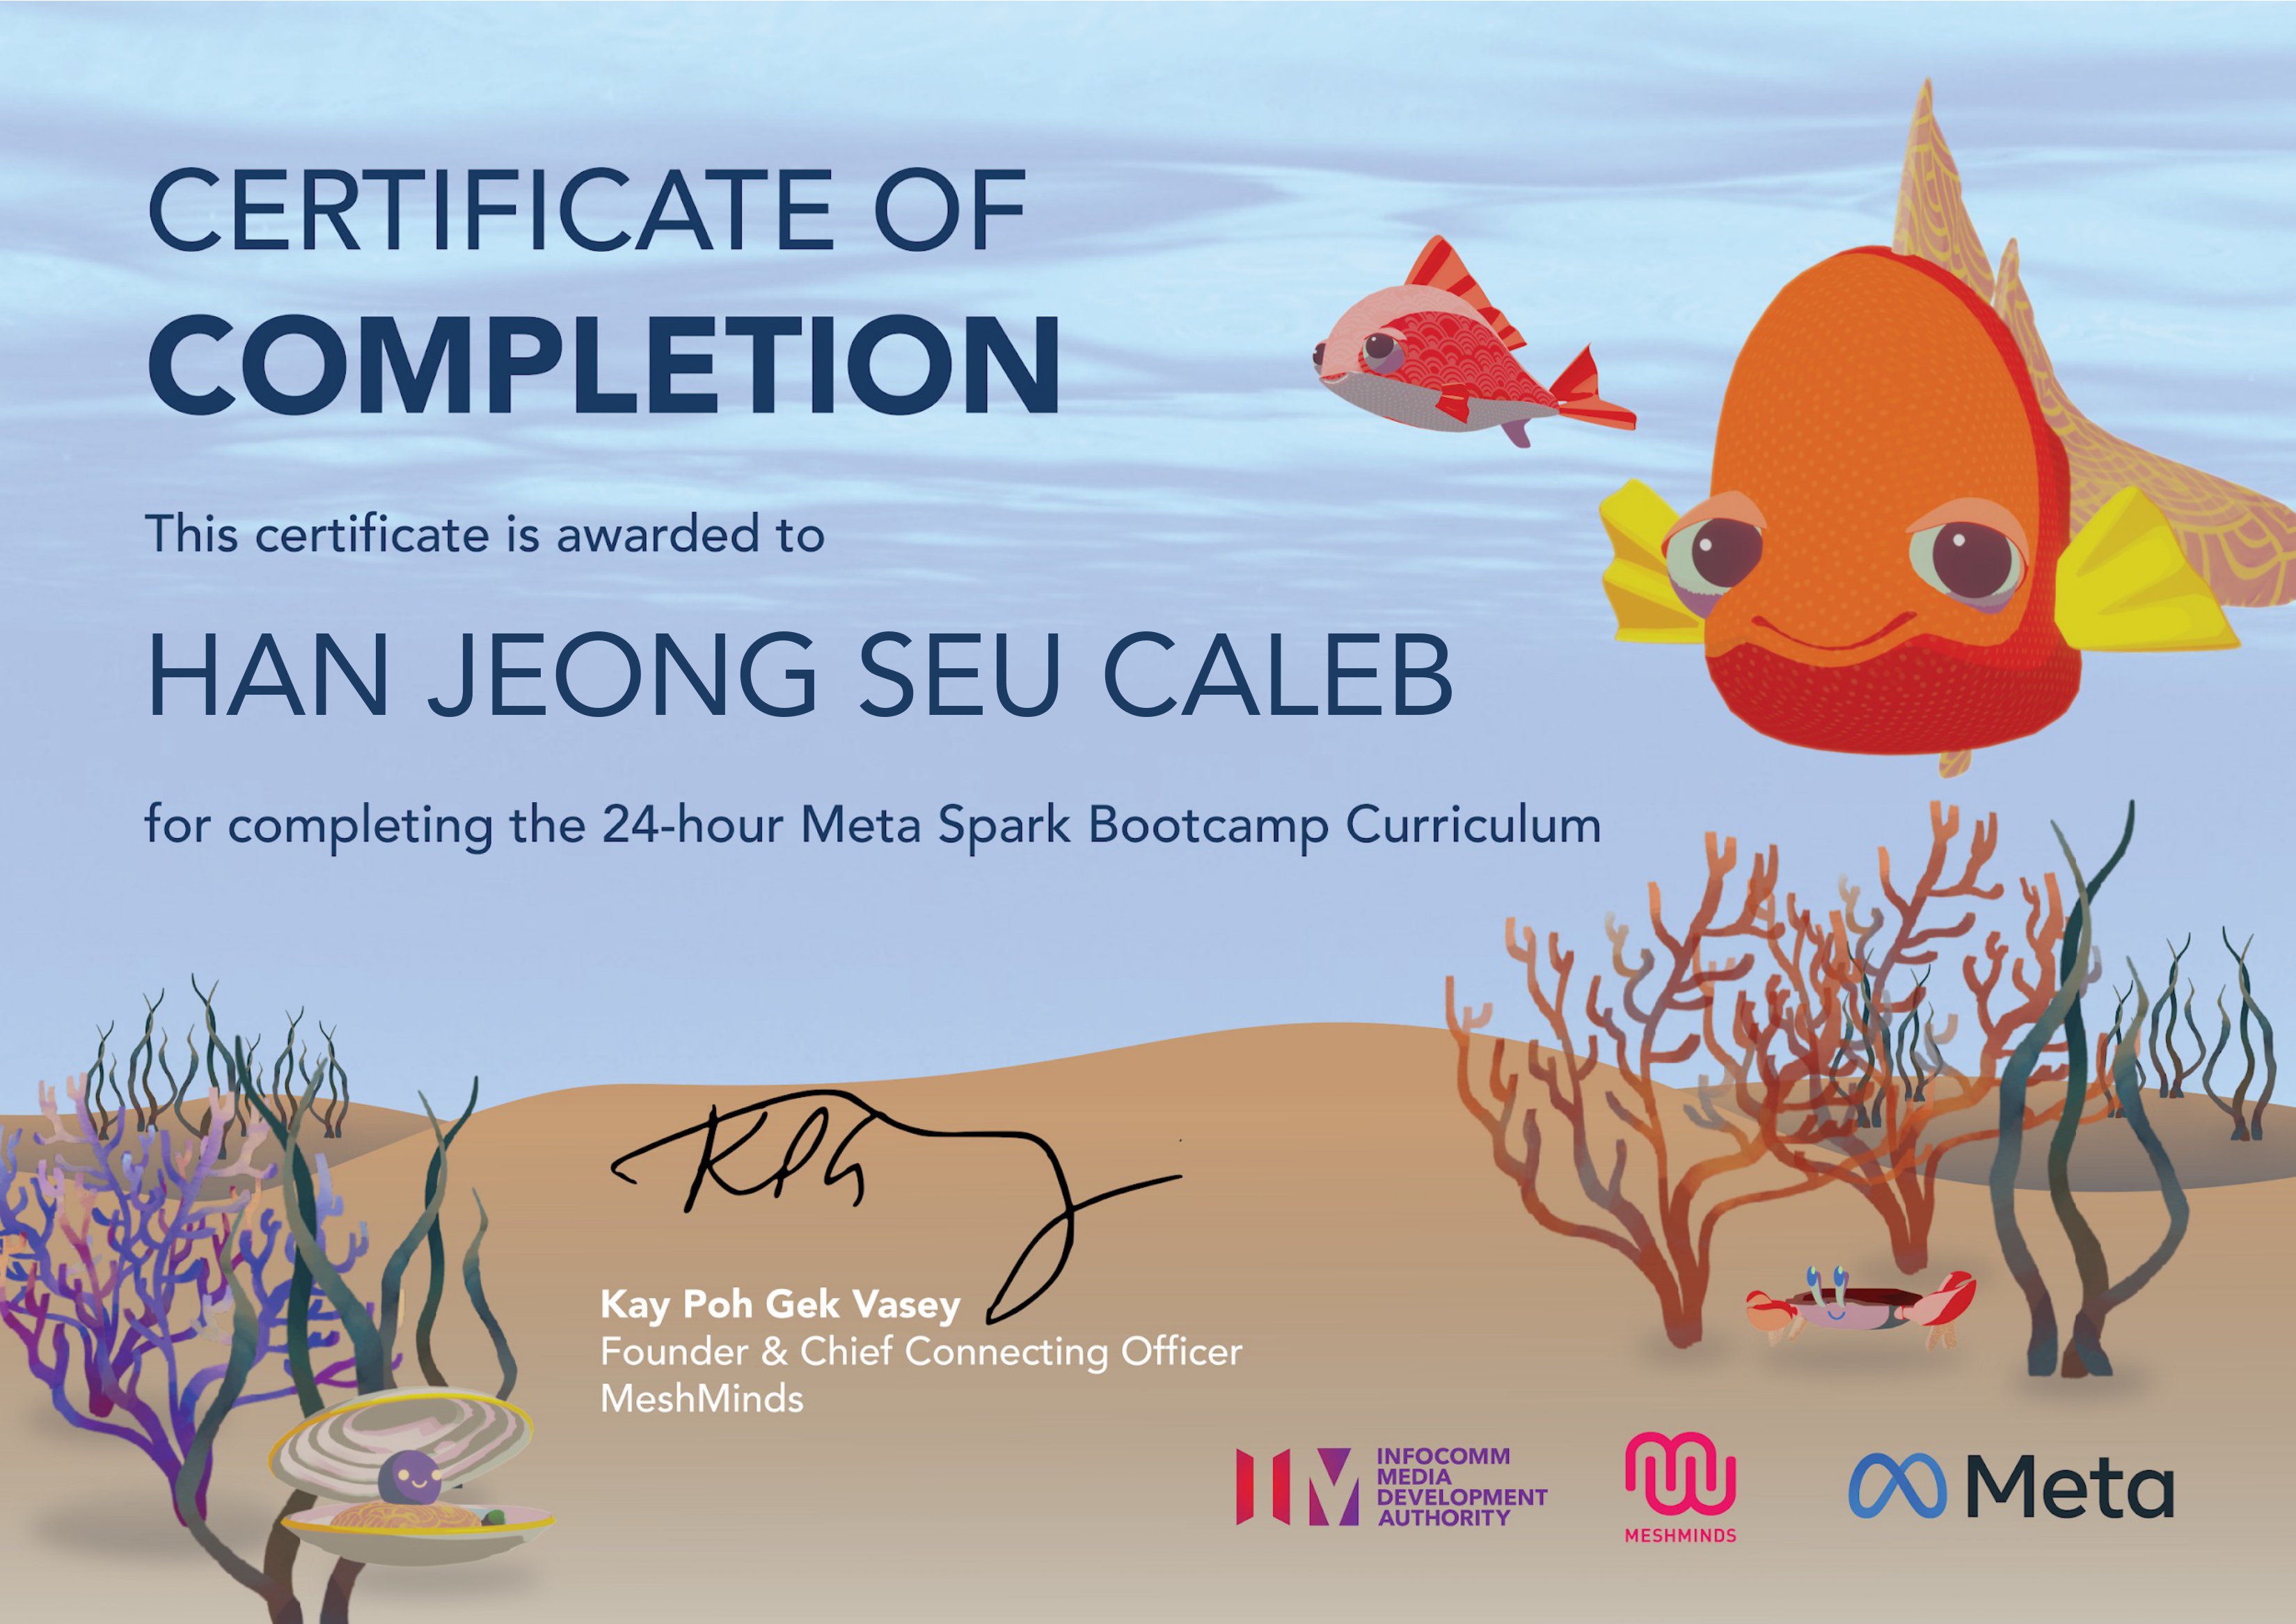 CERTIFICATE OF
COMPLETION
This certificate is awarded to
HAN JEONG SEU CALEB
for completing the 24-hour Meta Spark Bootcamp Curriculum
Kay Poh Gek Vasey
Founder & Chief Connecting Officer
MeshMinds
INFOCOMM
MEDIA
DEVELOPMENT
AUTHORITY
MESHMINDS
Meta